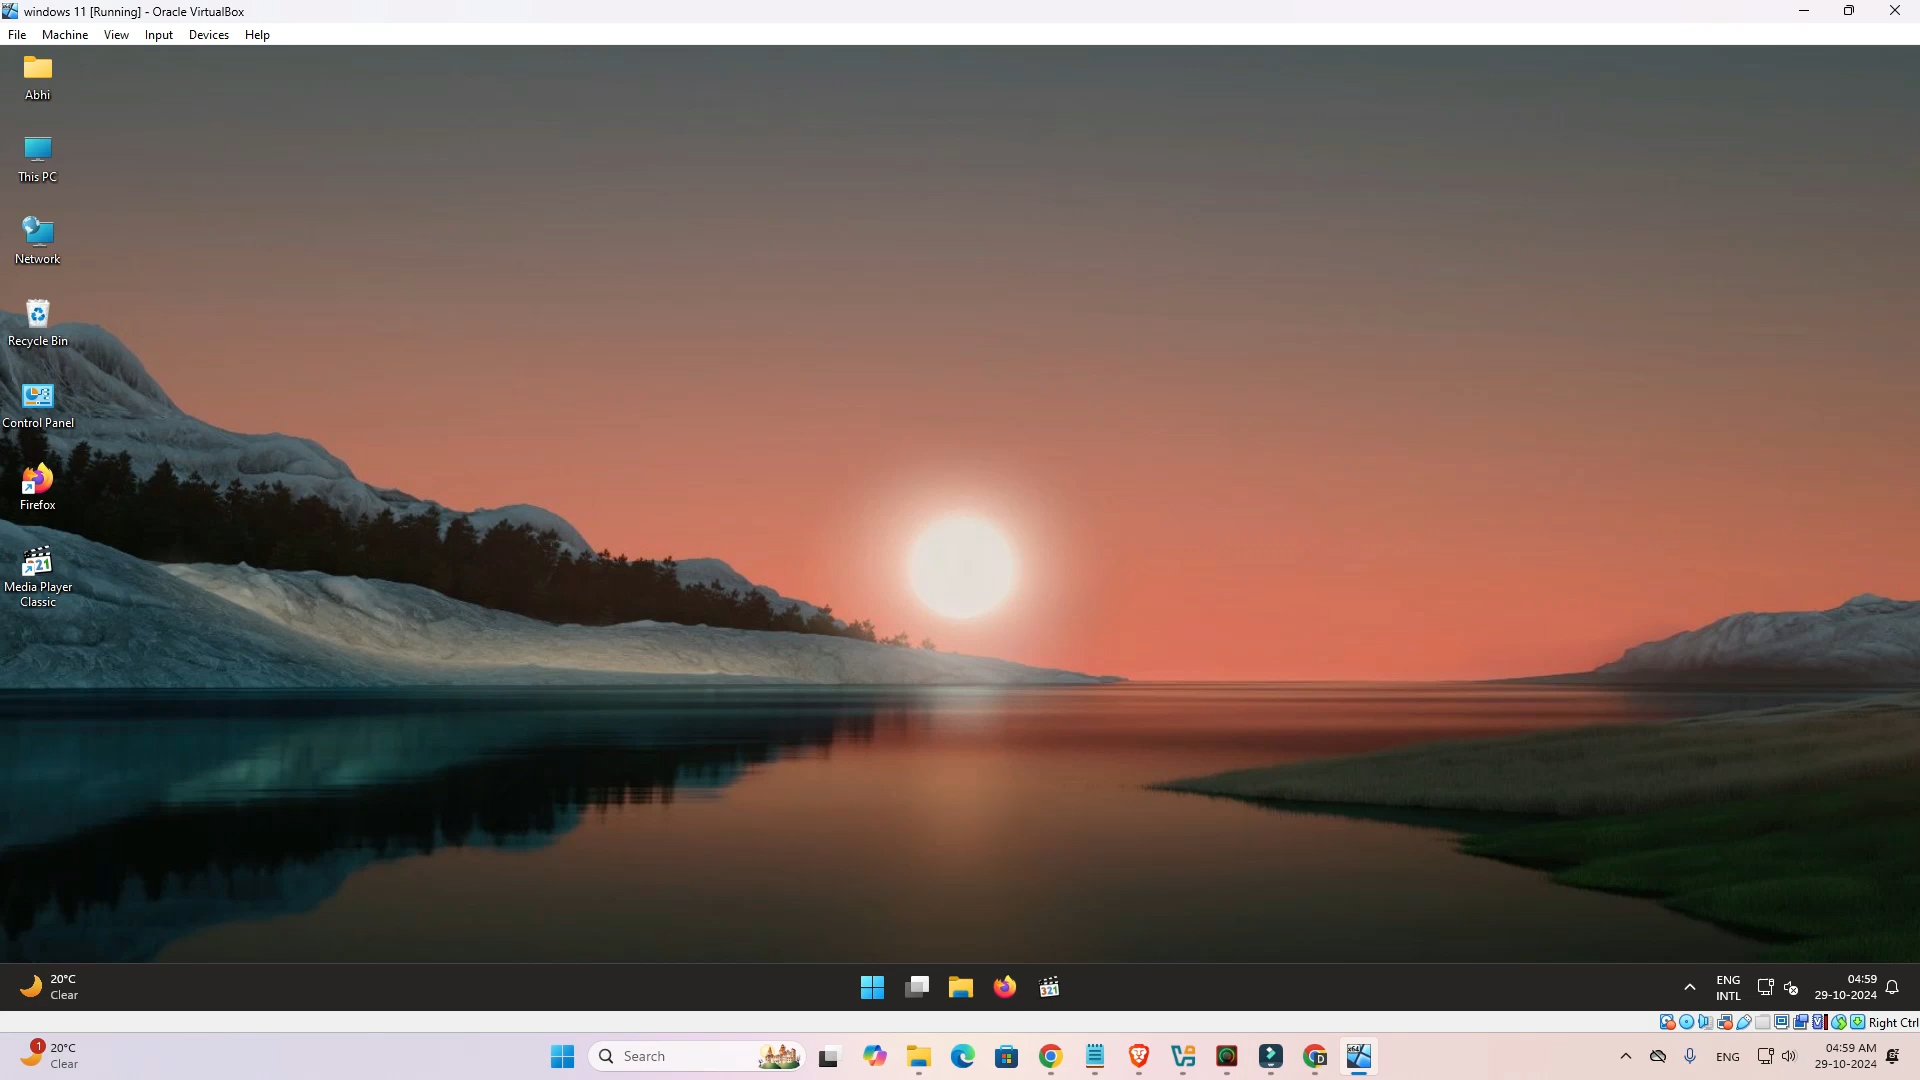 windows 11 [Running] - Oracle VirtualBox
File Machine View Input Devices Help
Abhi
This PC
Network
Recycle Bin
Control Panel
Firefox
Media Player
Classic
20°C
Clear
321
ENG
INTL
04:59
29-10-2024
Right Ctrl
1
20°C
Clear
Search
D
ENG
04:59 AM
29-10-2024